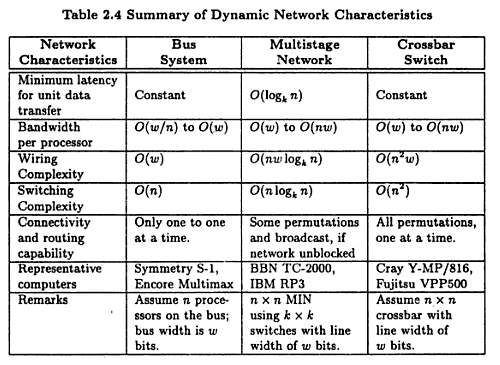 Table 2.4 Summary of Dynamic Network Characteristics
Network Characteristics | Bus System | Multistage Network | Crossbar Switch
Minimum latency for unit data transfer | Constant | O(logₖ n) | Constant
Bandwidth per processor | O(w/n) to O(w) | O(w) to O(nw) | O(w) to O(nw)
Wiring Complexity | O(w) | O(nw logₖ n) | O(n²w)
Switching Complexity | O(n) | O(n logₖ n) | O(n²)
Connectivity and routing capability | Only one to one at a time. | Some permutations and broadcast, if network unblocked | All permutations, one at a time.
Representative computers | Symmetry S-1, Encore Multimax | BBN TC-2000, IBM RP3 | Cray Y-MP/816, Fujitsu VPP500
Remarks | Assume n processors on the bus; bus width is w bits. | n × n MIN using k × k switches with line width of w bits. | Assume n × n crossbar with line width of w bits.